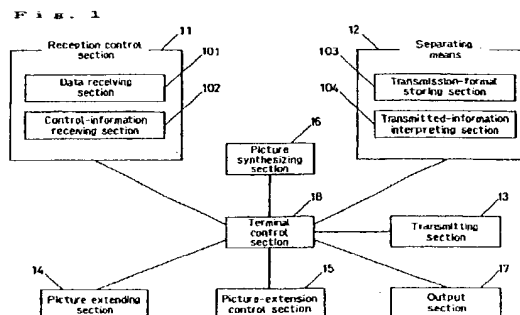 Fig. 1
Reception control
section
11
Data receiving
section
101
Control-information
receiving section
102
12
Separating
means
103
Transmission-format
storing section
104
Transmitted-information
interpreting section
16
Picture
synthesizing
section
18
Terminal
control
section
13
Transmitting
section
14
Picture extending
section
15
Picture-extension
control section
17
Output
section